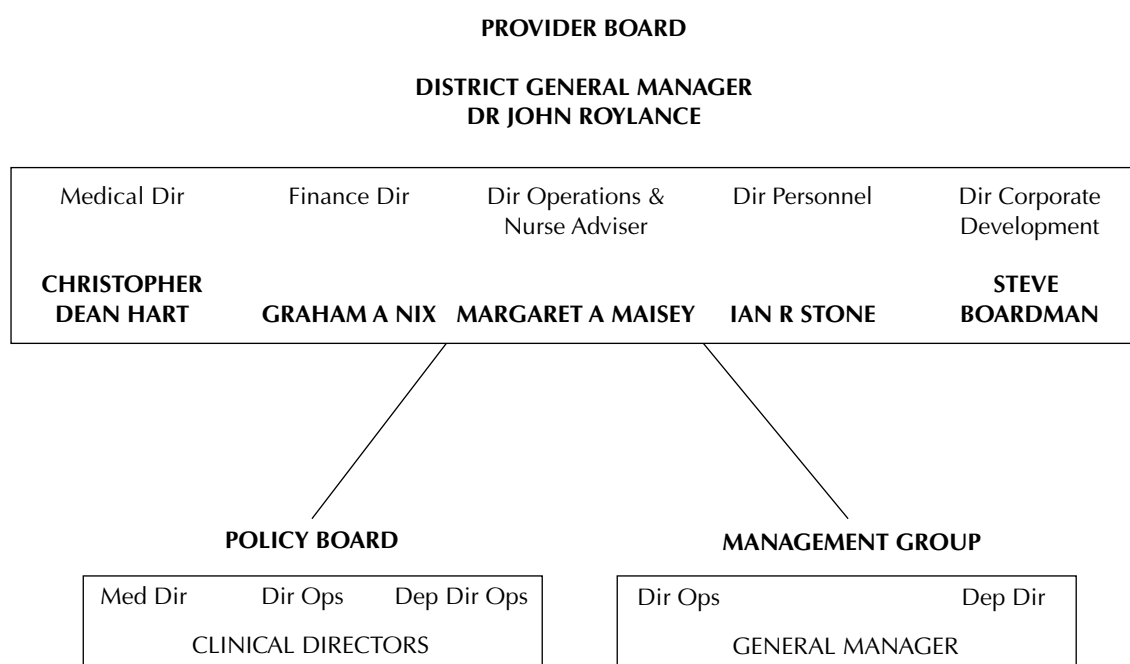 PROVIDER BOARD
DISTRICT GENERAL MANAGER
DR JOHN ROYLANCE
Medical Dir
CHRISTOPHER
DEAN HART
Finance Dir
GRAHAM A NIX
Dir Operations &
Nurse Adviser
MARGARET A MAISEY
Dir Personnel
IAN R STONE
Dir Corporate
Development
STEVE
BOARDMAN
POLICY BOARD
Med Dir Dir Ops Dep Dir Ops
CLINICAL DIRECTORS
MANAGEMENT GROUP
Dir Ops Dep Dir
GENERAL MANAGER